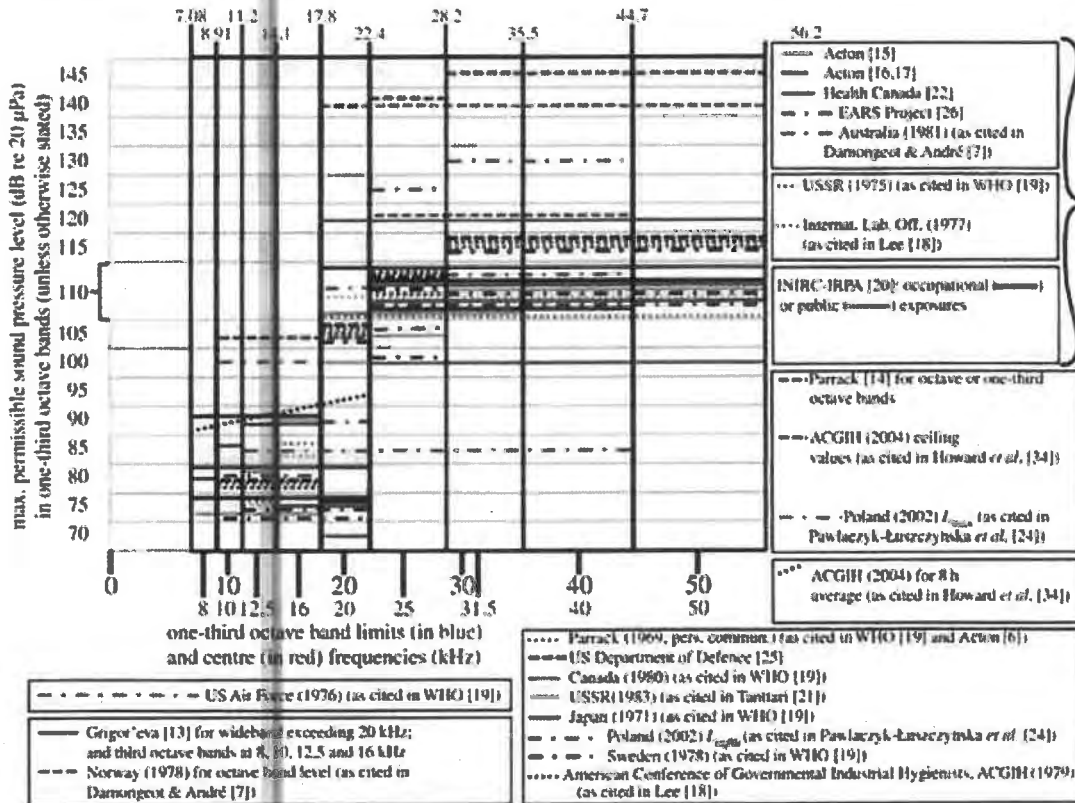 7.08 11.2 17.8 28.2 44.7
8.91 14.1 22.4 35.5 56.2
max. permissible sound pressure level (dB re 20 µPa)
in one-third octave bands (unless otherwise stated)
145
140
135
130
125
120
115
110
105
100
95
90
85
80
75
70
0 10 20 30 40 50
8 10 12.5 16 20 25 31.5 40 50
one-third octave band limits (in blue)
and centre (in red) frequencies (kHz)
Acton [15]
Acton [16,17]
Health Canada [22]
EARS Project [26]
Australia (1981) (as cited in
Damongeot & André [7])
USSR (1975) (as cited in WHO [19])
Internat. Lab. Off. (1977)
(as cited in Lee [18])
INIRC-IRPA [20]: occupational ( )
or public ( ) exposures
Parrack [14] for octave or one-third
octave bands
ACGIH (2004) ceiling
values (as cited in Howard et al. [34])
Poland (2002) (as cited in
Pawlaczyk-Łuszczyńska et al. [24])
ACGIH (2004) for 8 h
average (as cited in Howard et al. [34])
US Air Force (1976) (as cited in WHO [19])
Grigor'eva [13] for wideband exceeding 20 kHz;
and third octave bands at 8, 10, 12.5 and 16 kHz
Norway (1978) for octave band level (as cited in
Damongeot & André [7])
Parrack (1969, pers. commun.) (as cited in WHO [19] and Acton [6])
US Department of Defence [25]
Canada (1980) (as cited in WHO [19])
USSR(1983) (as cited in Tanttari [21])
Japan (1971) (as cited in WHO [19])
Poland (2002) (as cited in Pawlaczyk-Łuszczyńska et al. [24])
Sweden (1978) (as cited in WHO [19])
American Conference of Governmental Industrial Hygienists, ACGIH (1979)
(as cited in Lee [18])